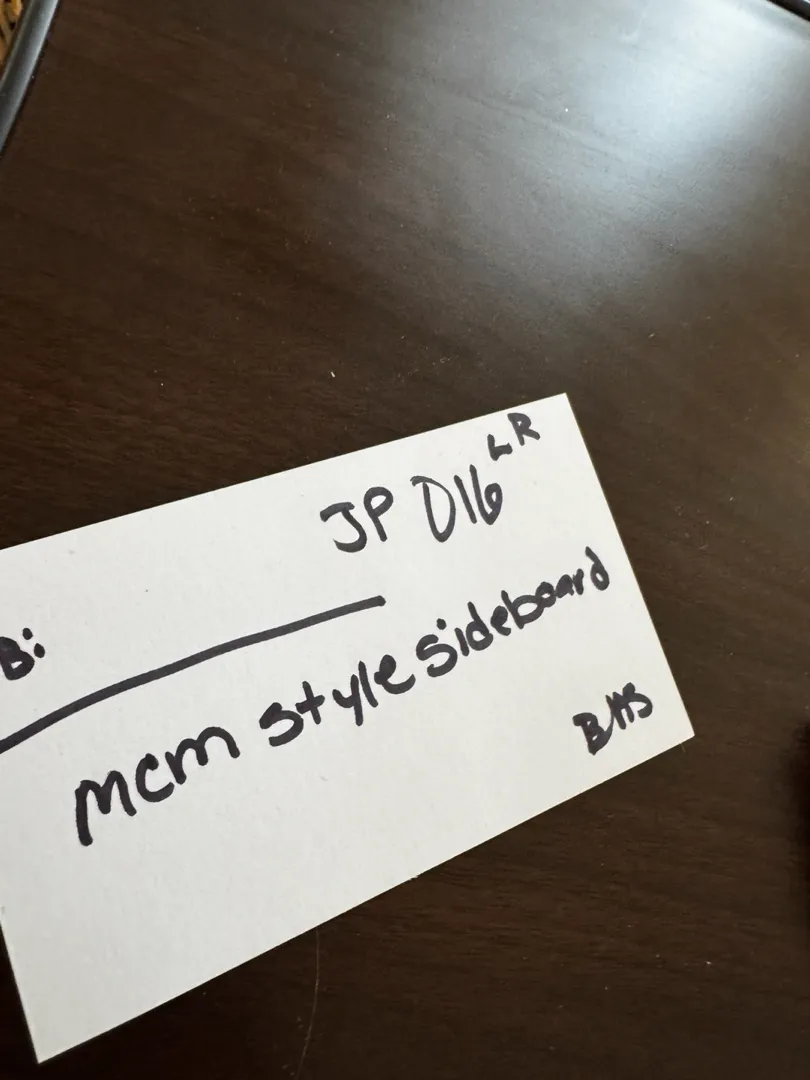 LR
JP D16
B:
mcm style sideboard
BHS